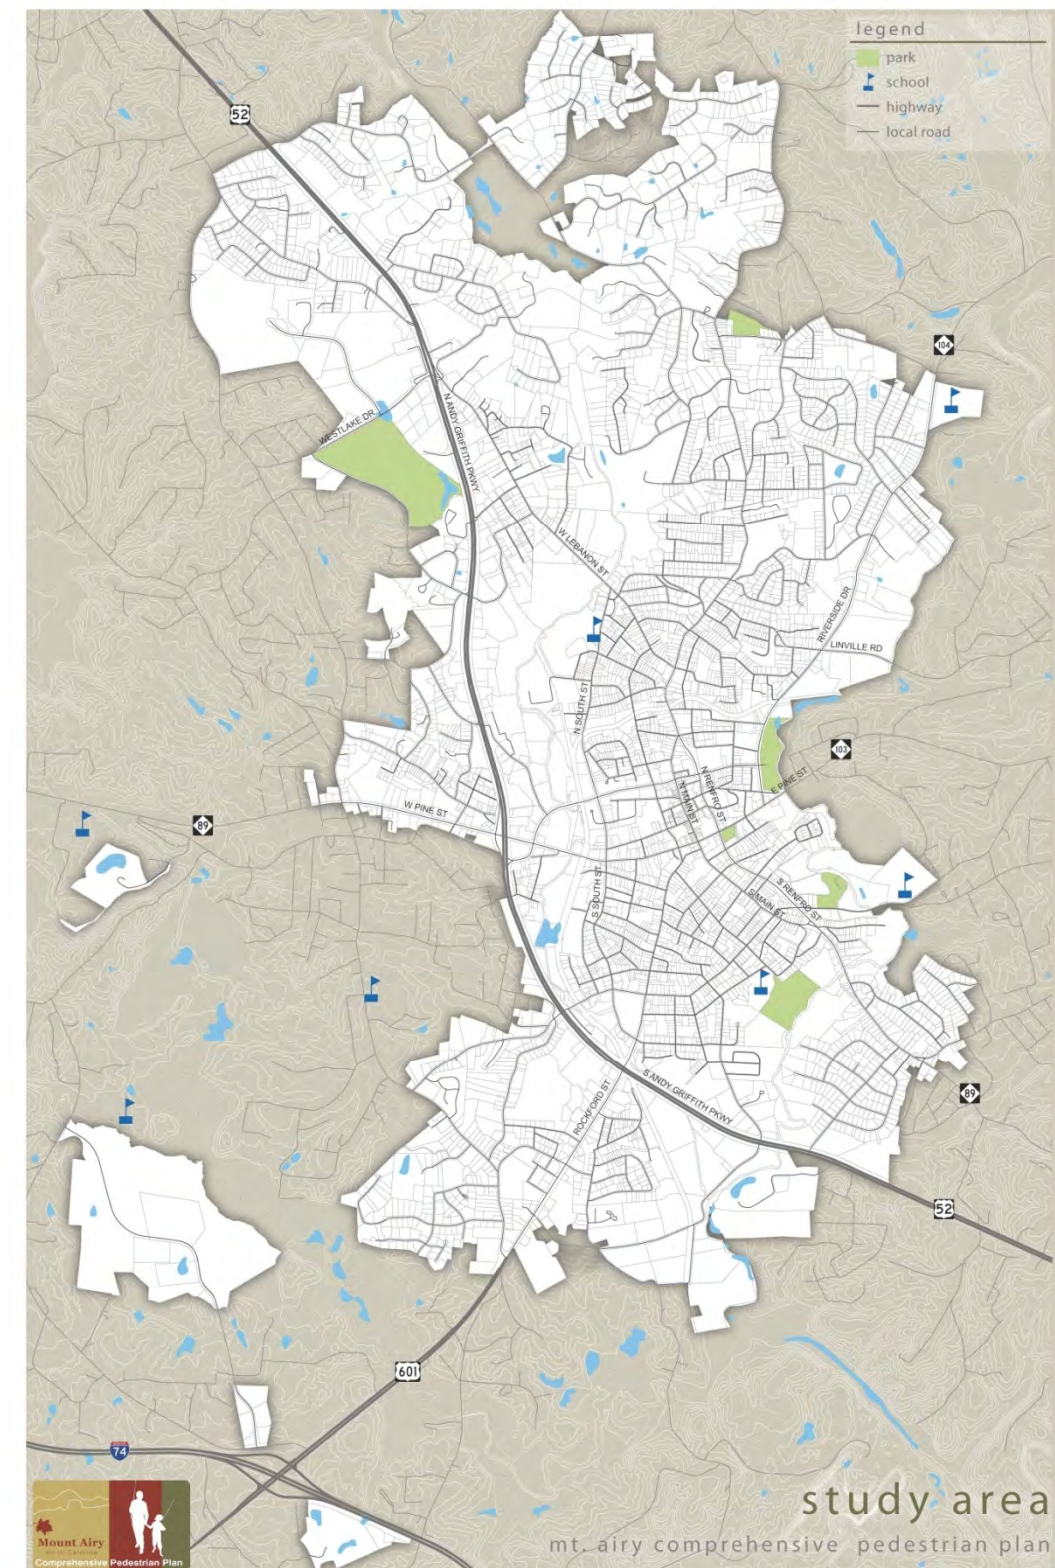 legend
park
school
highway
local road
52
104
WESTLAKE DR
N ANDY GRIFFITH PKWY
W LEBANON ST
RIVERSIDE DR
LINVILLE RD
N SOUTH ST
103
N RENFRO ST
N MAIN ST
E PINE ST
W PINE ST
89
S SOUTH ST
S RENFRO ST
S MAIN ST
S ANDY GRIFFITH PKWY
ROCKFORD ST
89
52
601
74
Mount Airy
North Carolina
Comprehensive Pedestrian Plan
study area
mt. airy comprehensive pedestrian plan